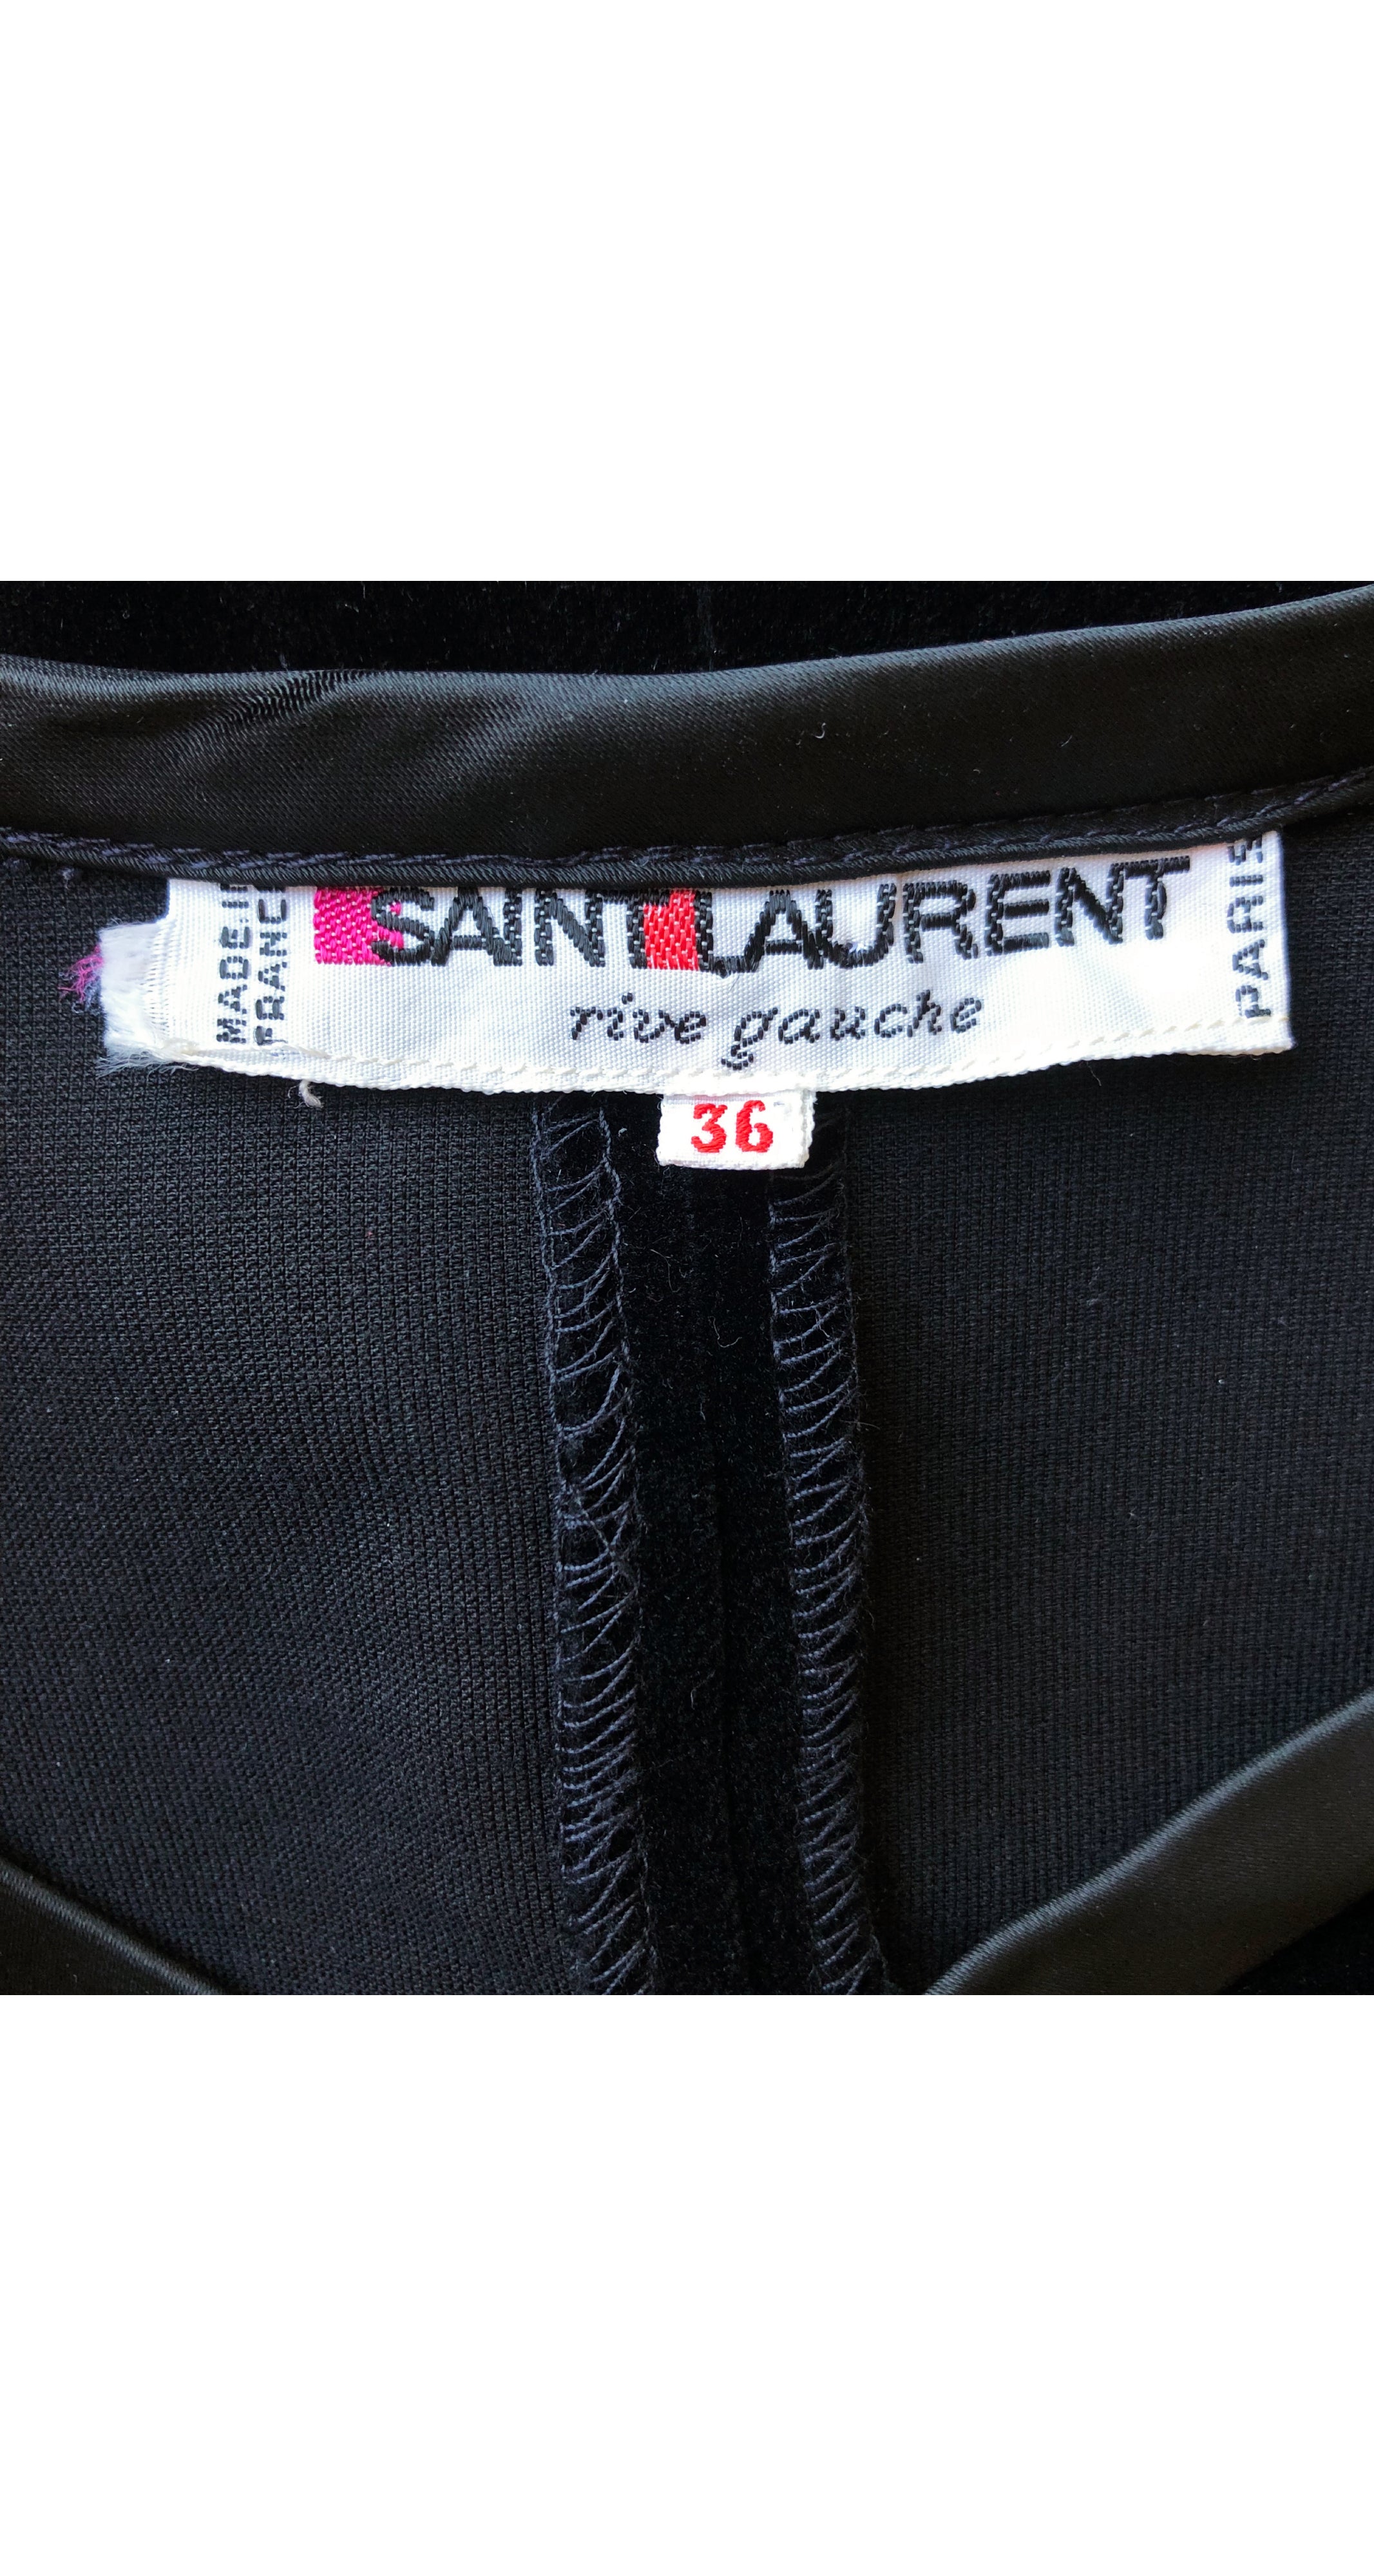 MADE.IN
FRANCE
SAINT LAURENT
rive gauche
PARIS
36